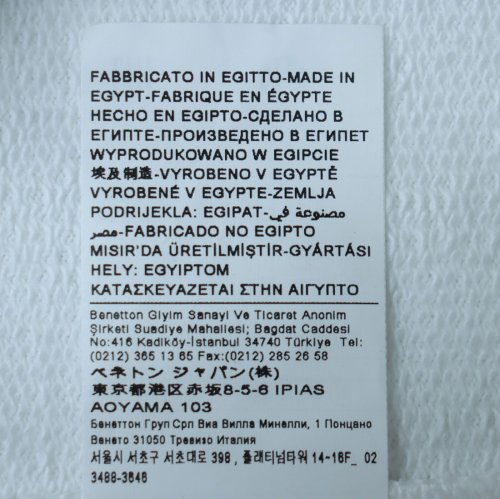 FABBRICATO IN EGITTO-MADE IN
EGYPT-FABRIQUE EN ÉGYPTE
HECHO EN EGIPTO-СДЕЛАНО В
ЕГИПТЕ-ПРОИЗВЕДЕНО В ЕГИПЕТ
WYPRODUKOWANO W EGIPCIE
埃及制造-VYROBENO V EGYPTĚ
VYROBENÉ V EGYPTE-ZEMLJA
PODRIJEKLA: EGIPAT-مصنوعة في
مصر-FABRICADO NO EGIPTO
MISIR'DA ÜRETİLMİŞTİR-GYÁRTÁSI
HELY: EGYIPTOM
ΚΑΤΑΣΚΕΥΑΖΕΤΑΙ ΣΤΗΝ ΑΙΓΥΠΤΟ
Benetton Giyim Sanayi Ve Ticaret Anonim
Şirketi Suadiye Mahallesi; Bagdat Caddesi
No:416 Kadiköy-İstanbul 34740 Türkiye Tel:
(0212) 365 13 65 Fax:(0212) 285 26 58
ベネトン ジャパン(株)
東京都港区赤坂8-5-6 IPIAS
AOYAMA 103
Бенеттон Груп Срл Виа Вилла Минелли, 1 Понцано
Венето 31050 Тревизо Италия
서울시 서초구 서초대로 398, 플래티넘타워 14-16F_ 02
3488-3646